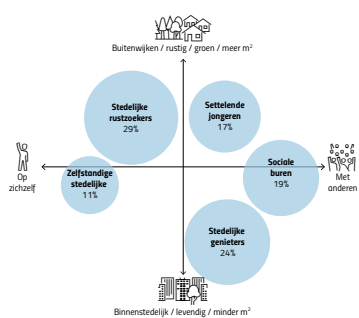 Buitenwijken / rustig / groen / meer m²
Stedelijke
rustzoekers
29%
Settelende
jongeren
17%
Op
zichzelf
Zelfstandige
stedelijke
11%
Sociale
buren
19%
Met
anderen
Stedelijke
genieters
24%
Binnenstedelijk / levendig / minder m²